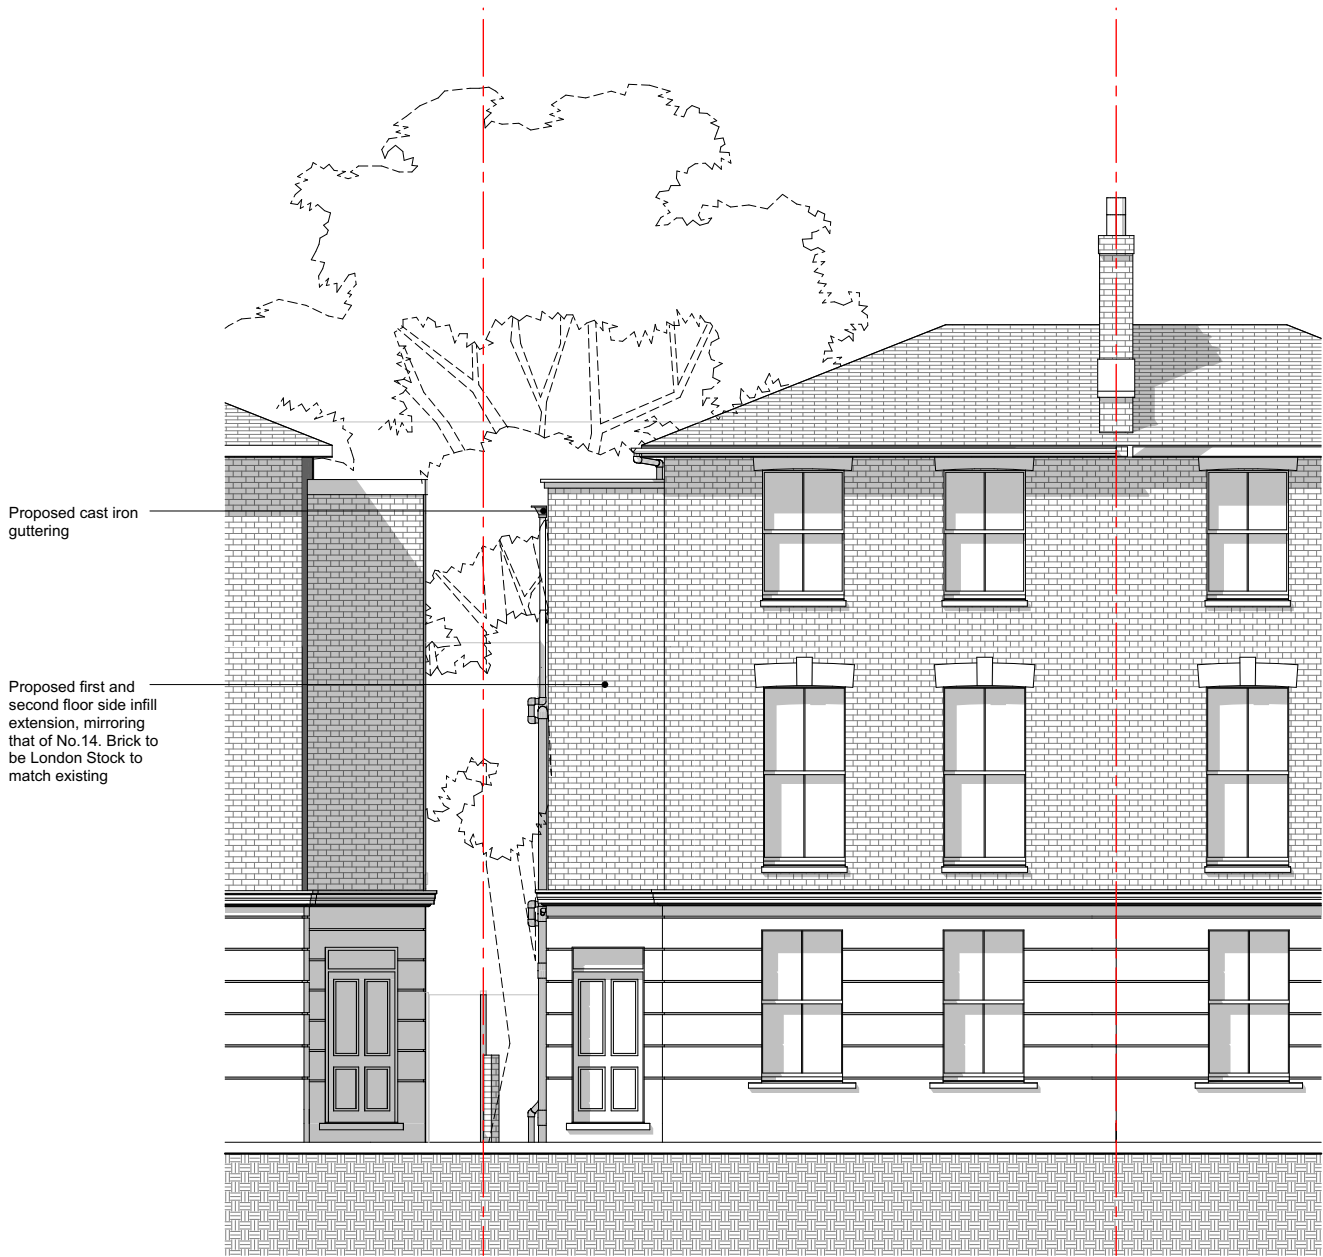 Proposed cast iron
guttering
Proposed first and
second floor side infill
extension, mirroring
that of No.14. Brick to
be London Stock to
match existing